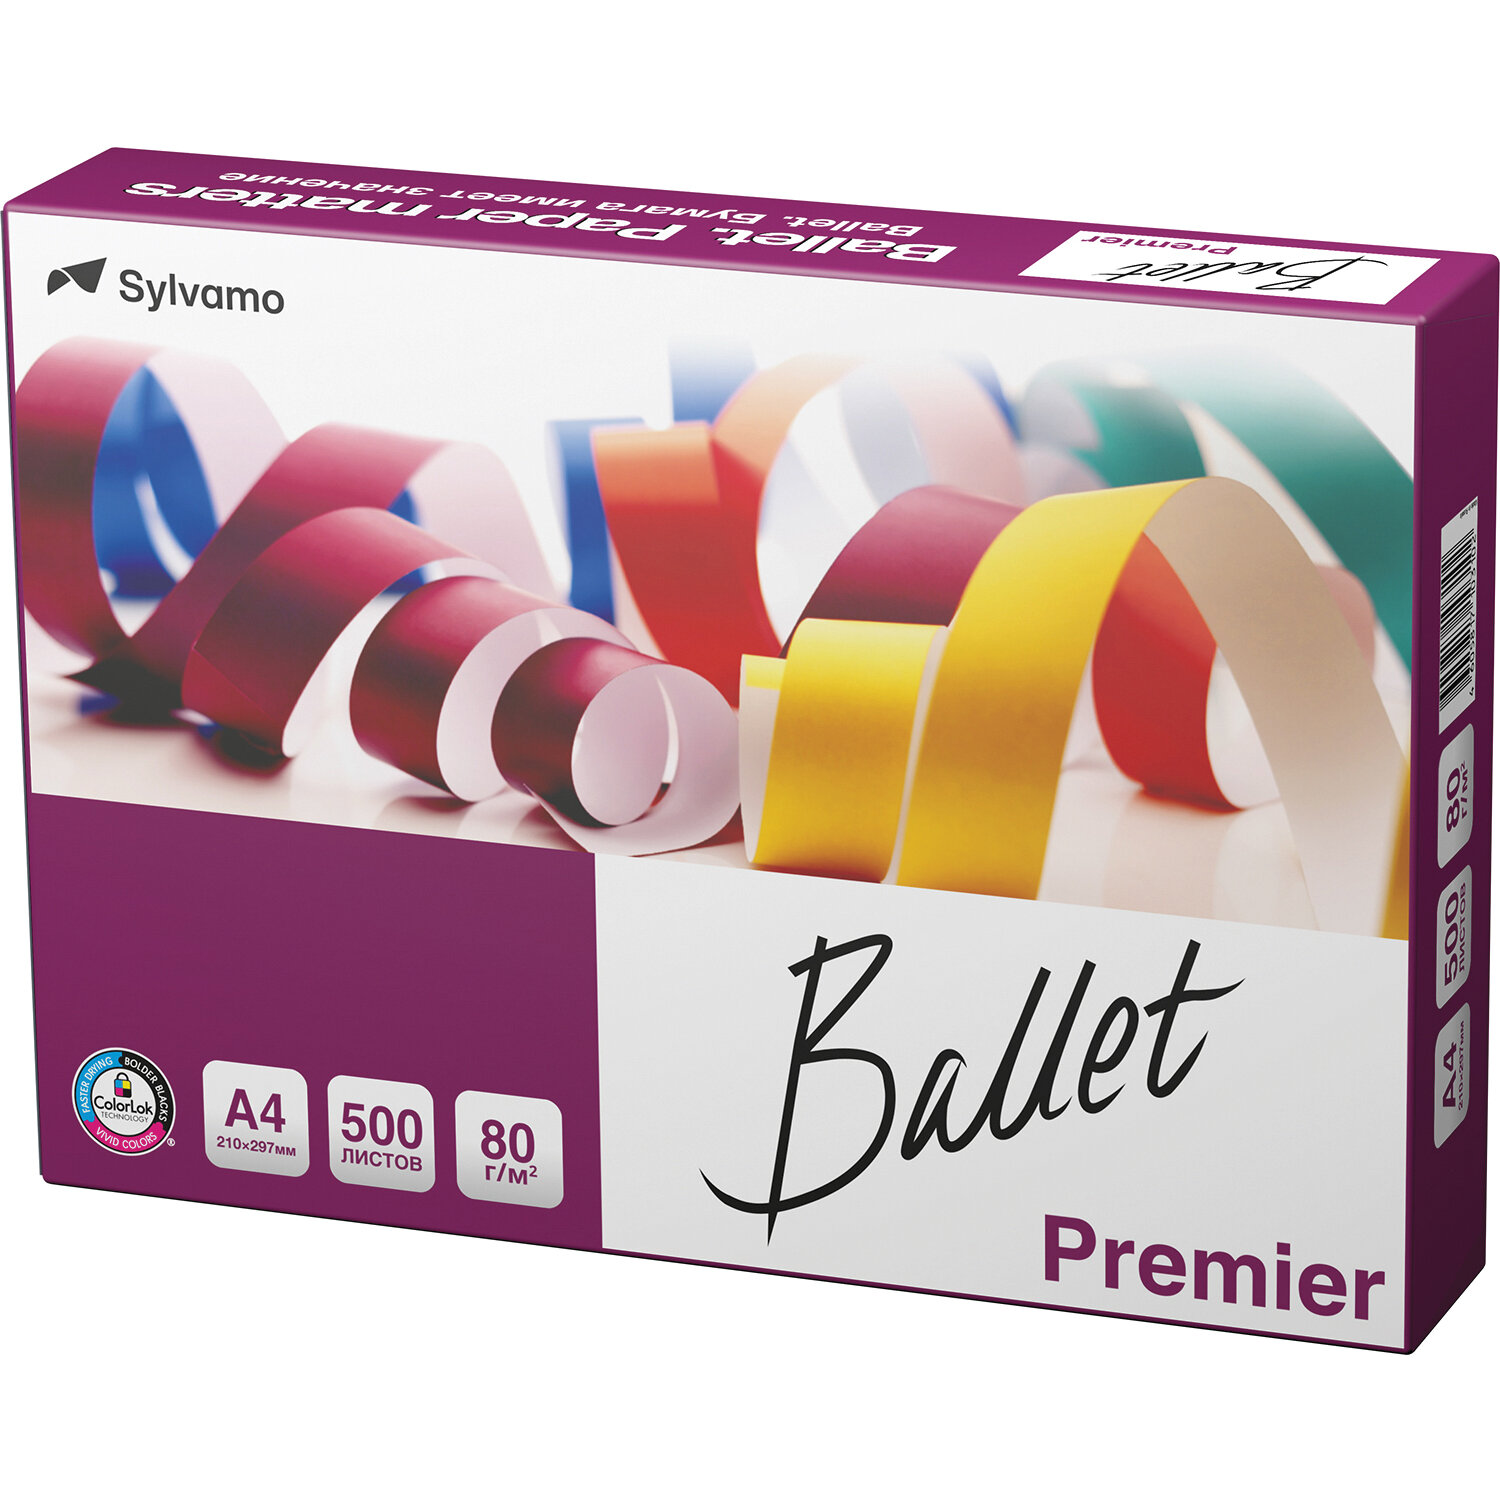 Ballet. Paper matters
Ballet. Бумага имеет значение
Ballet
Premier
Sylvamo
FASTER DRYING
BOLDER BLACKS
ColorLok
TECHNOLOGY
VIVID COLORS
®
A4
210×297мм
500
ЛИСТОВ
80
г/м²
Ballet
Premier
80
г/м²
500
ЛИСТОВ
A4
210×297мм